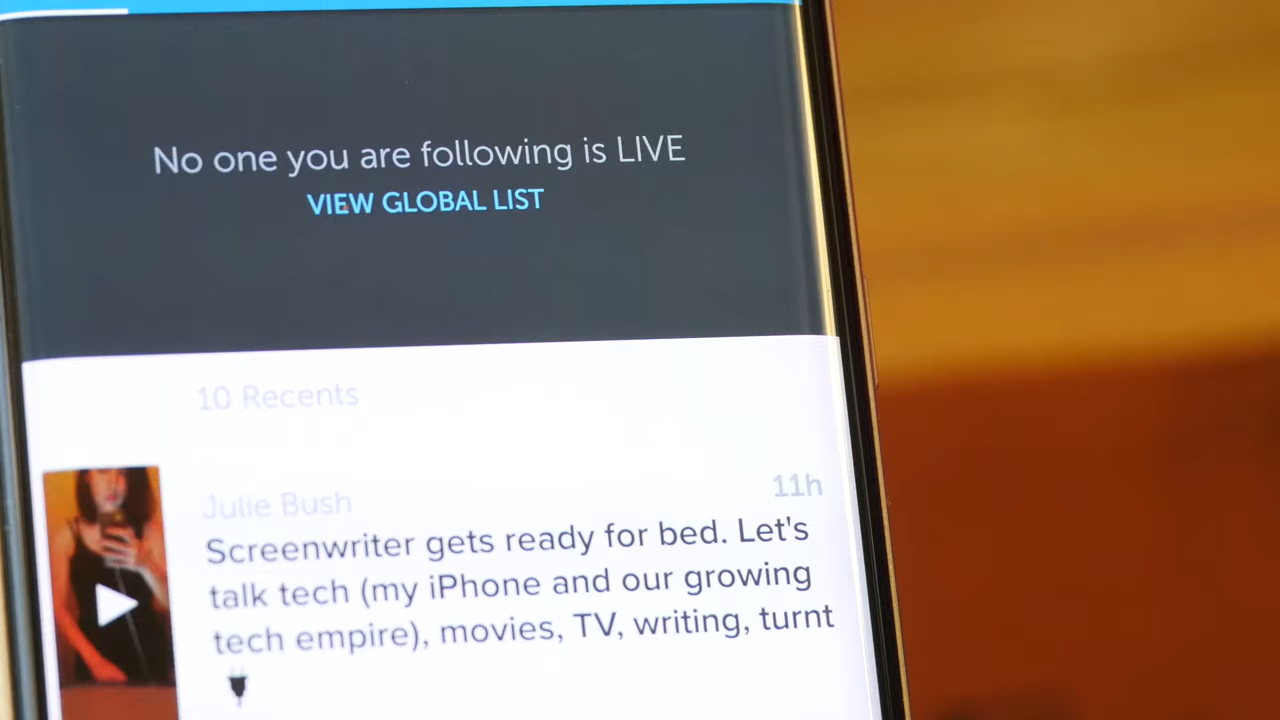 No one you are following is LIVE
VIEW GLOBAL LIST
10 Recents
11h
Julie Bush
Screenwriter gets ready for bed. Let's
talk tech (my iPhone and our growing
tech empire), movies, TV, writing, turnt